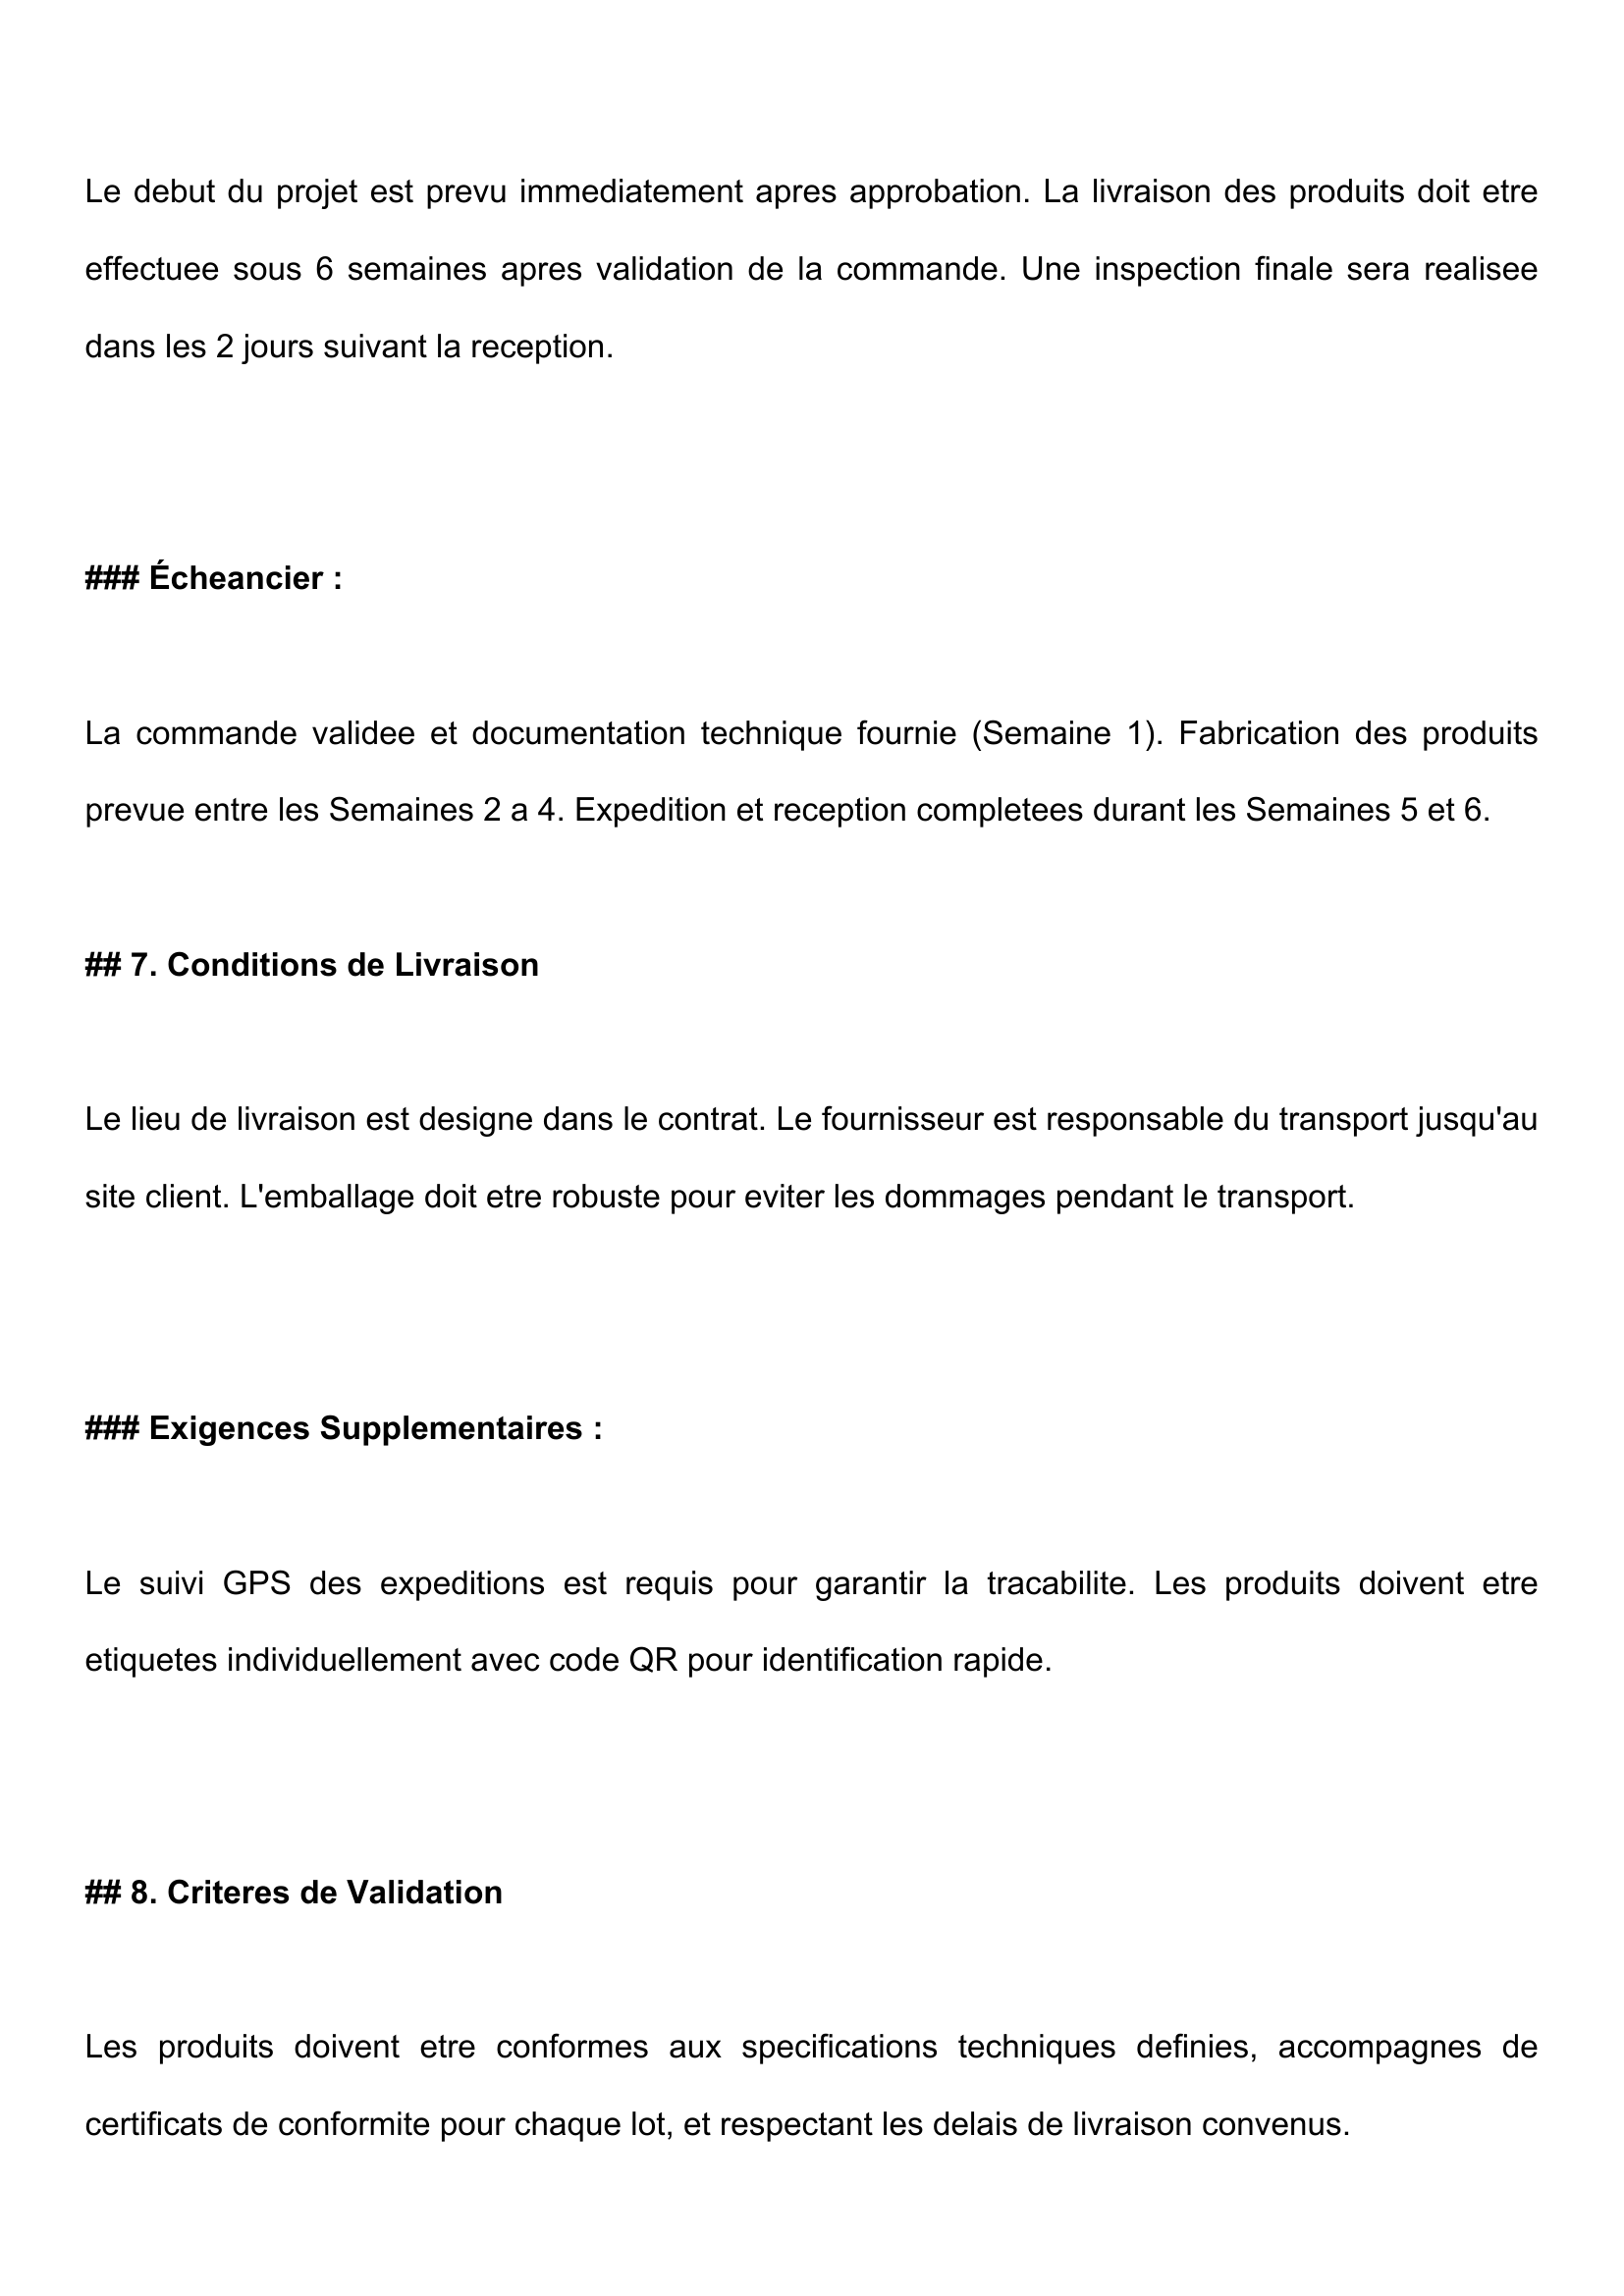 Le debut du projet est prevu immediatement apres approbation. La livraison des produits doit etre
effectuee sous 6 semaines apres validation de la commande. Une inspection finale sera realisee
dans les 2 jours suivant la reception.
### Écheancier :
La commande validee et documentation technique fournie (Semaine 1). Fabrication des produits
prevue entre les Semaines 2 a 4. Expedition et reception completees durant les Semaines 5 et 6.
## 7. Conditions de Livraison
Le lieu de livraison est designe dans le contrat. Le fournisseur est responsable du transport jusqu'au
site client. L'emballage doit etre robuste pour eviter les dommages pendant le transport.
### Exigences Supplementaires :
Le suivi GPS des expeditions est requis pour garantir la tracabilite. Les produits doivent etre
etiquetes individuellement avec code QR pour identification rapide.
## 8. Criteres de Validation
Les produits doivent etre conformes aux specifications techniques definies, accompagnes de
certificats de conformite pour chaque lot, et respectant les delais de livraison convenus.